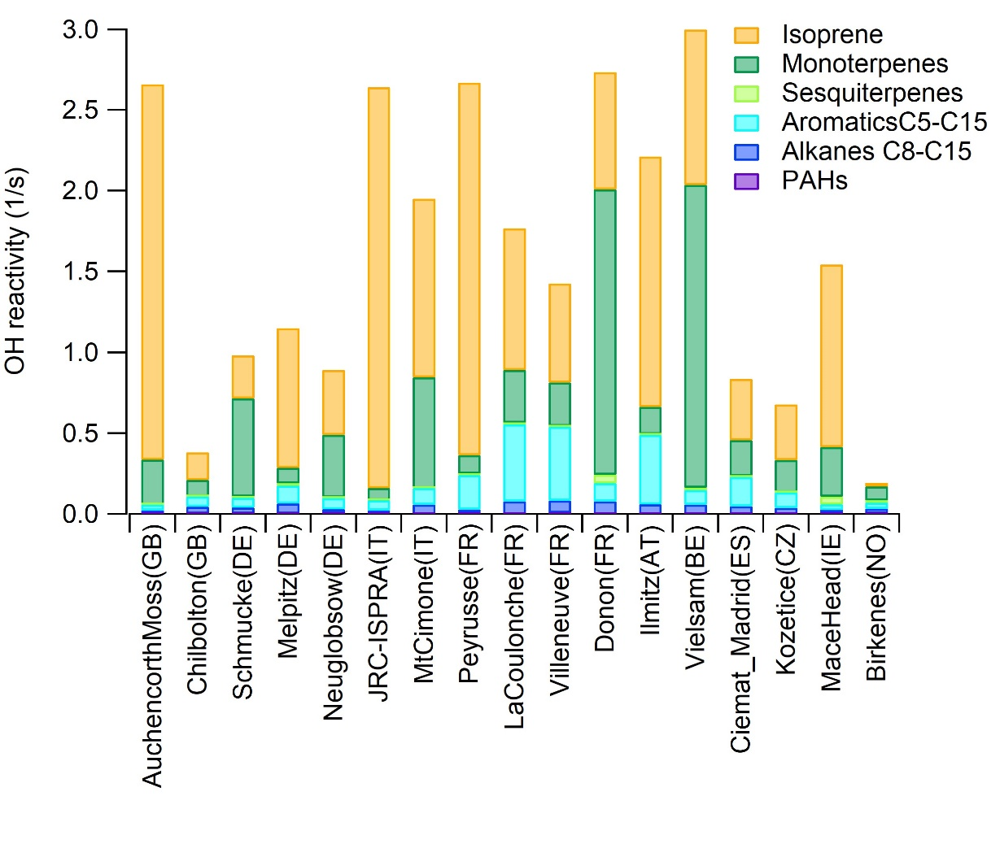 OH reactivity (1/s)
3.0
2.5
2.0
1.5
1.0
0.5
0.0
Isoprene
Monoterpenes
Sesquiterpenes
AromaticsC5-C15
Alkanes C8-C15
PAHs
AuchencorthMoss(GB)
Chilbolton(GB)
Schmucke(DE)
Melpitz(DE)
Neuglobsow(DE)
JRC-ISPRA(IT)
MtCimone(IT)
Peyrusse(FR)
LaCoulonche(FR)
Villeneuve(FR)
Donon(FR)
Ilmitz(AT)
Vielsam(BE)
Ciemat_Madrid(ES)
Kozetice(CZ)
MaceHead(IE)
Birkenes(NO)